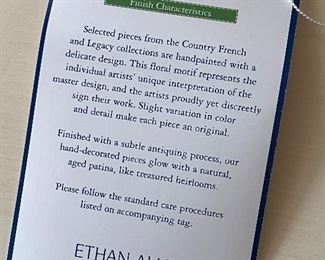 Finish Characteristics
Selected pieces from the Country French
and Legacy collections are handpainted with a
delicate design. This floral motif represents the
individual artists' unique interpretation of the
master design, and the artists proudly yet discreetly
sign their work. Slight variation in color
and detail make each piece an original.
Finished with a subtle antiquing process, our
hand-decorated pieces glow with a natural,
aged patina, like treasured heirlooms.
Please follow the standard care procedures
listed on accompanying tag.
ETHAN